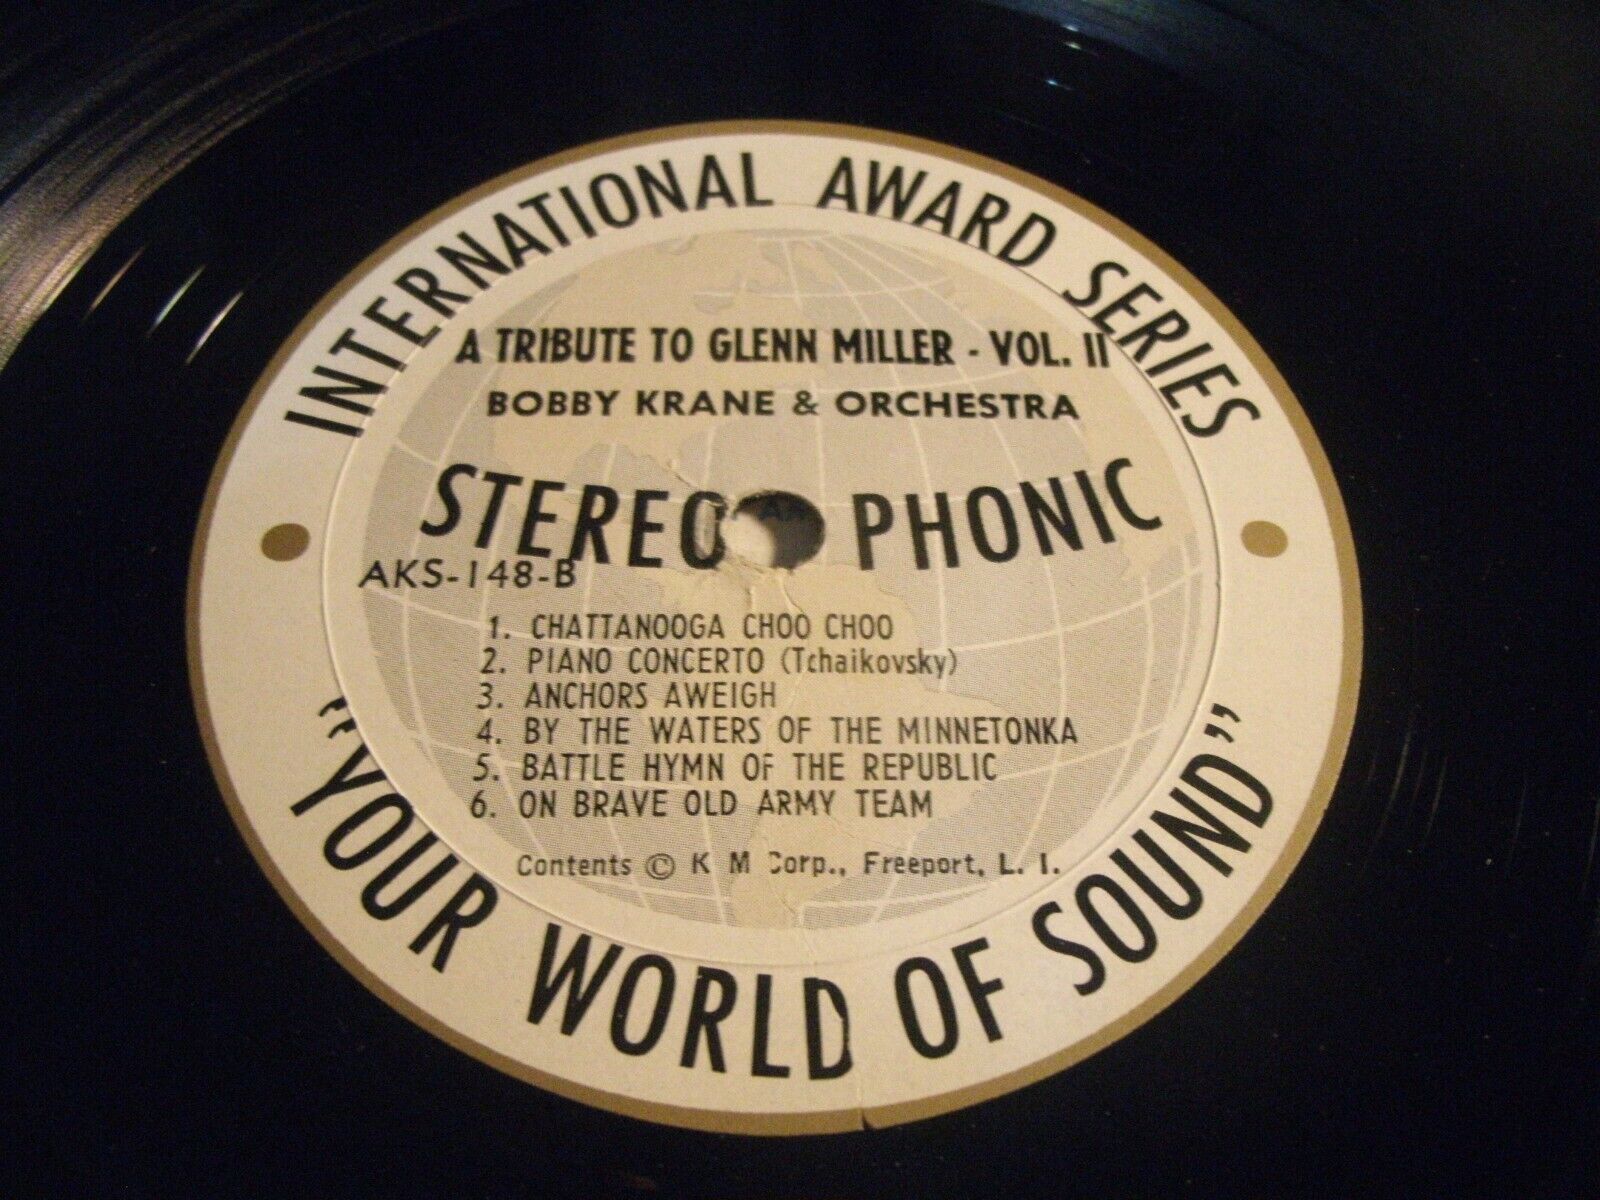 INTERNATIONAL AWARD SERIES
A TRIBUTE TO GLENN MILLER - VOL. II
BOBBY KRANE & ORCHESTRA
STEREO PHONIC
AKS-148-B
1. CHATTANOOGA CHOO CHOO
2. PIANO CONCERTO (Tchaikovsky)
3. ANCHORS AWEIGH
4. BY THE WATERS OF THE MINNETONKA
5. BATTLE HYMN OF THE REPUBLIC
6. ON BRAVE OLD ARMY TEAM
Contents © K M Corp., Freeport, L. I.
"YOUR WORLD OF SOUND"